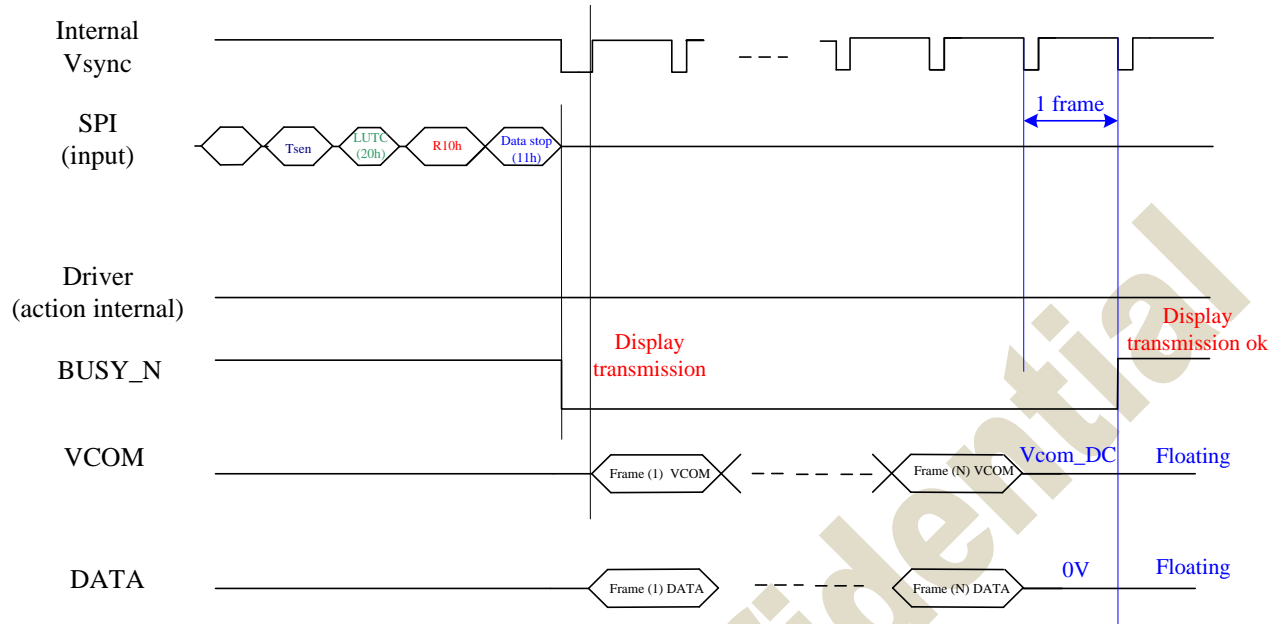 Internal
Vsync
1 frame
SPI
(input)
Tsen
LUTC
(20h)
R10h
Data stop
(11h)
Driver
(action internal)
Display
transmission
Display
transmission ok
BUSY_N
VCOM
Frame (1) VCOM
Frame (N) VCOM
Vcom_DC
Floating
DATA
Frame (1) DATA
Frame (N) DATA
0V
Floating
fidential